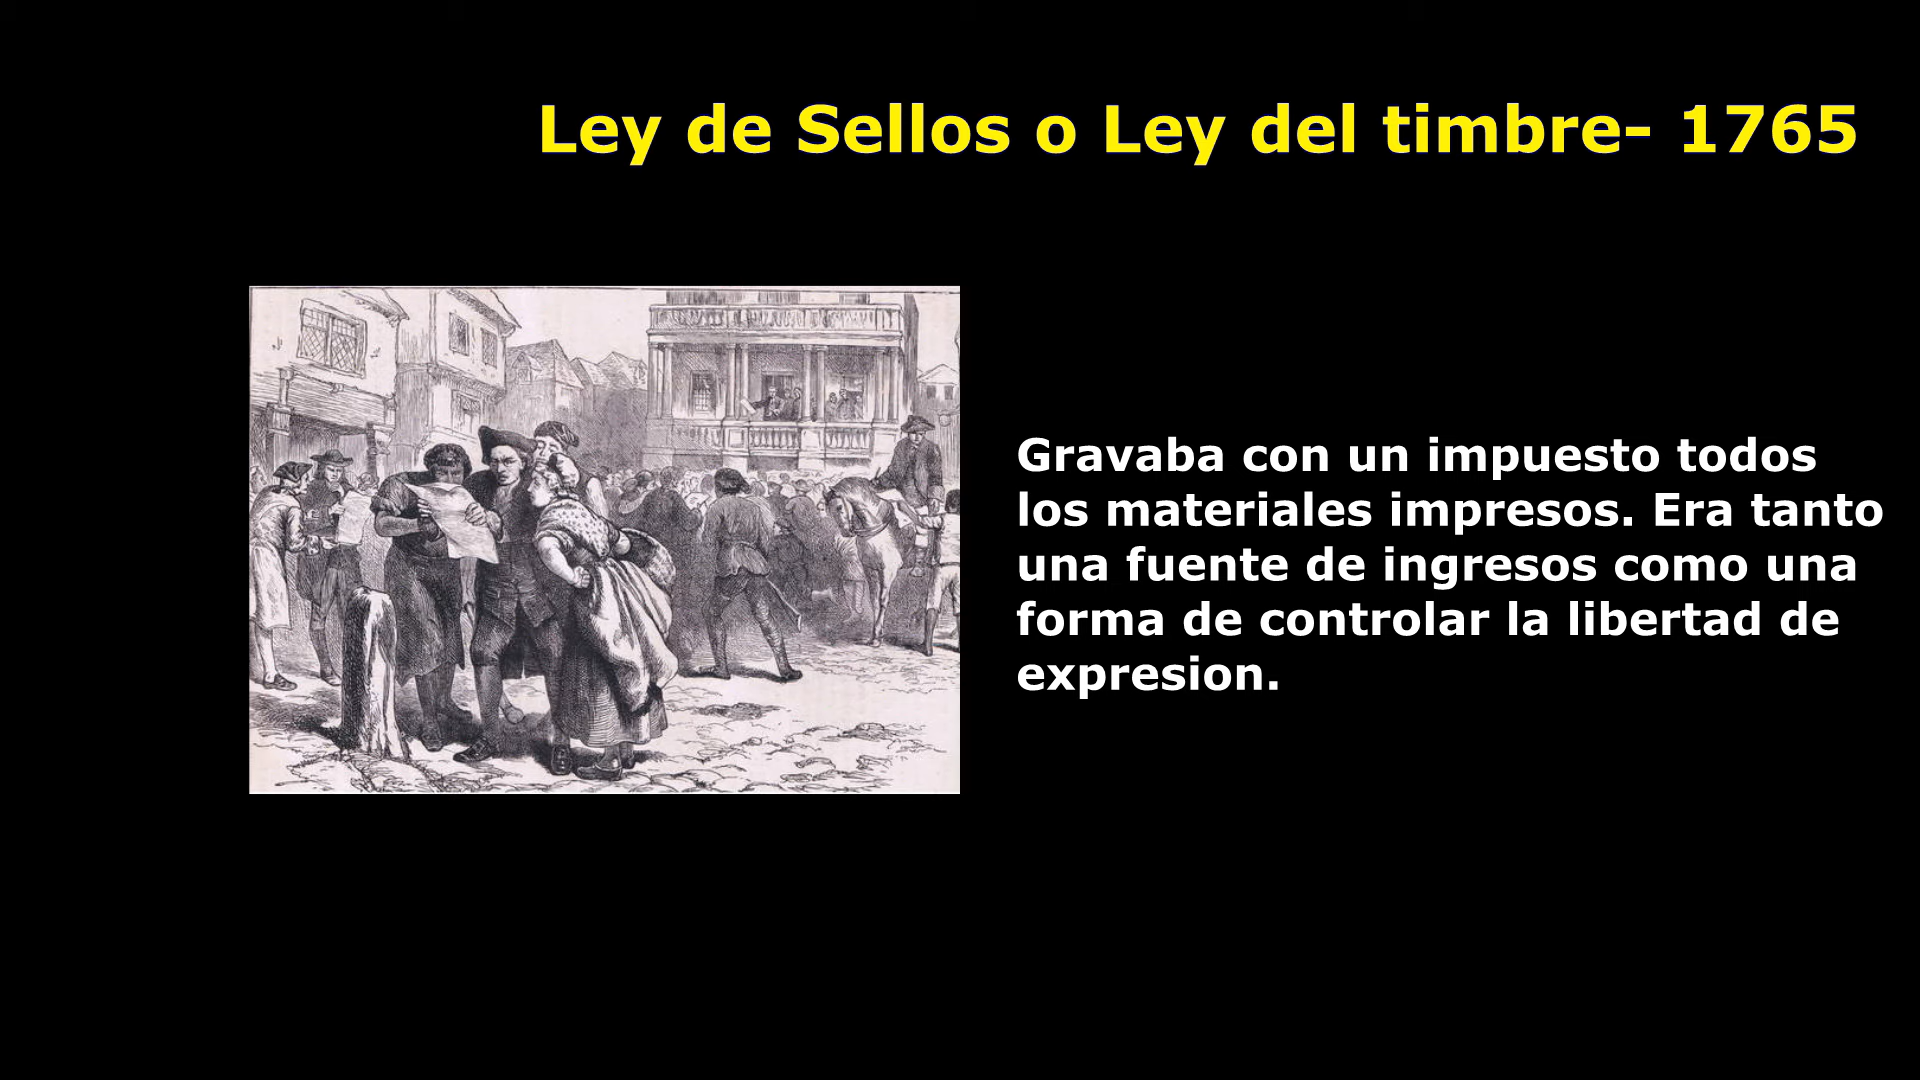 Ley de Sellos o Ley del timbre- 1765
Gravaba con un impuesto todos
los materiales impresos. Era tanto
una fuente de ingresos como una
forma de controlar la libertad de
expresion.